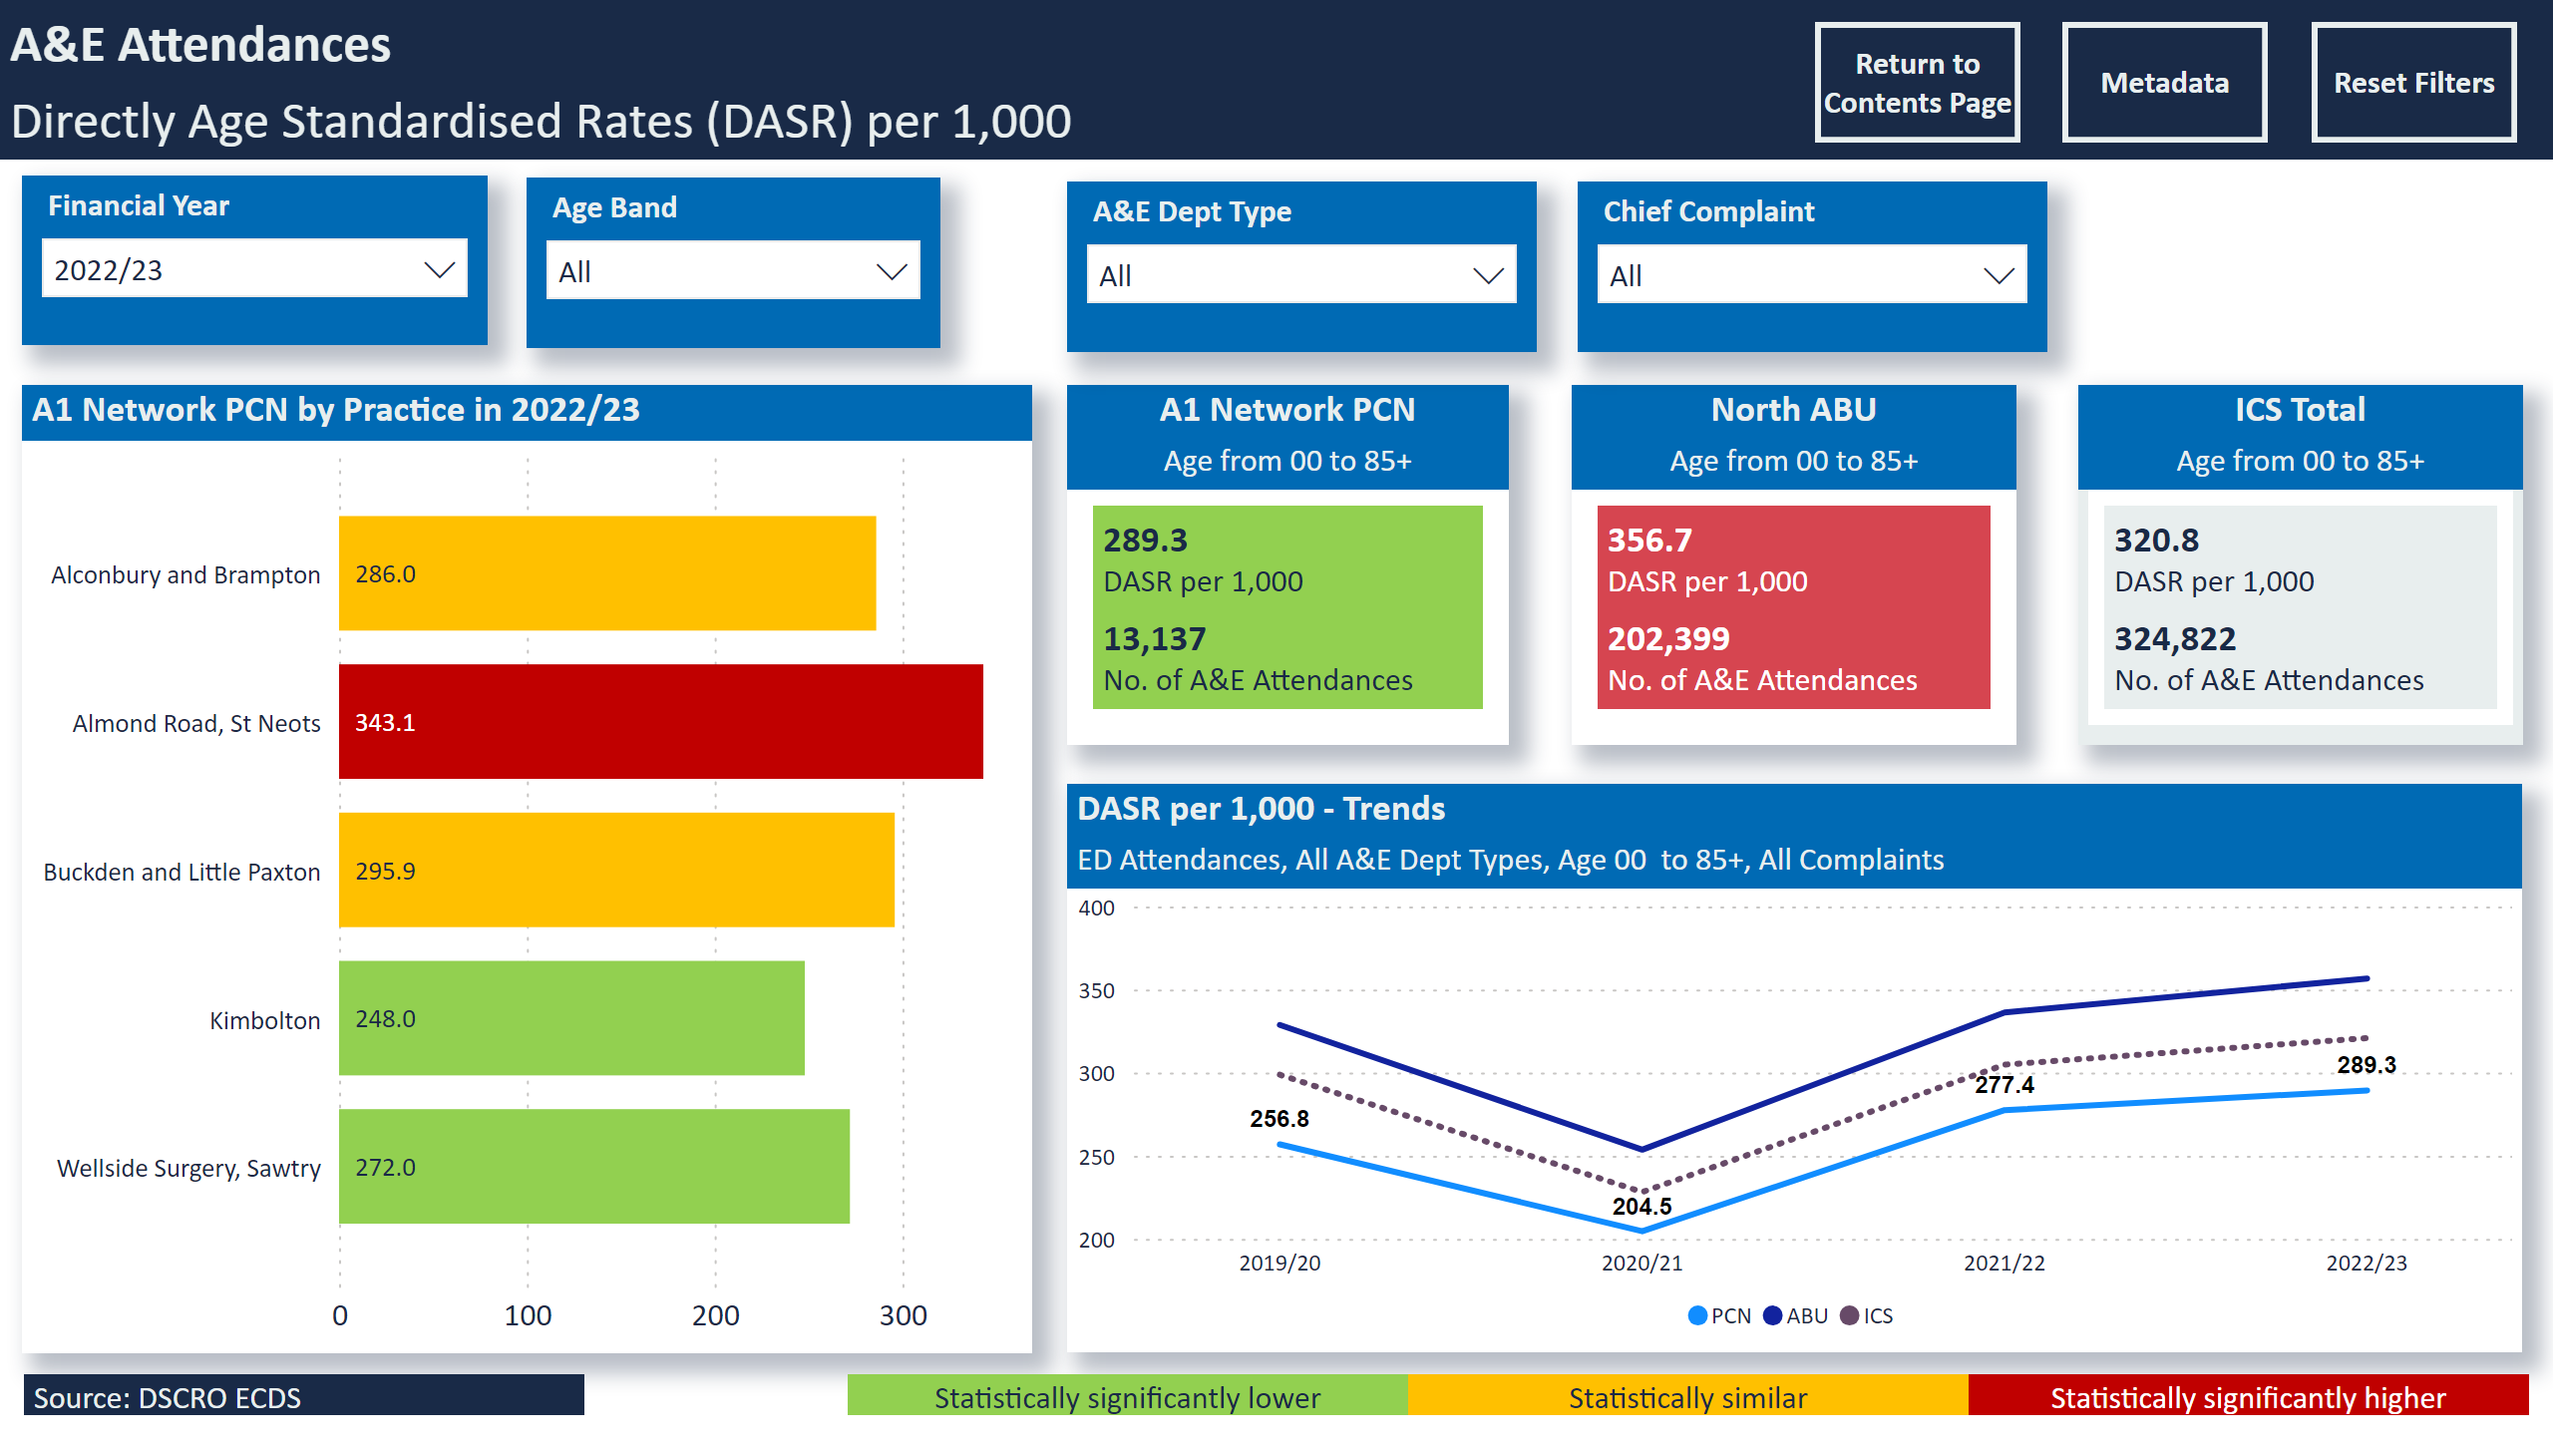 A&E Attendances
Directly Age Standardised Rates (DASR) per 1,000
Return to
Contents Page
Metadata
Reset Filters
Financial Year
2022/23
Age Band
All
A&E Dept Type
All
Chief Complaint
All
A1 Network PCN by Practice in 2022/23
Alconbury and Brampton
286.0
Almond Road, St Neots
343.1
Buckden and Little Paxton
295.9
Kimbolton
248.0
Wellside Surgery, Sawtry
272.0
0 100 200 300
A1 Network PCN
Age from 00 to 85+
289.3
DASR per 1,000
13,137
No. of A&E Attendances
North ABU
Age from 00 to 85+
356.7
DASR per 1,000
202,399
No. of A&E Attendances
ICS Total
Age from 00 to 85+
320.8
DASR per 1,000
324,822
No. of A&E Attendances
DASR per 1,000 - Trends
ED Attendances, All A&E Dept Types, Age 00  to 85+, All Complaints
400
350
300
250
200
256.8
204.5
277.4
289.3
2019/20 2020/21 2021/22 2022/23
PCN ABU ICS
Source: DSCRO ECDS
Statistically significantly lower
Statistically similar
Statistically significantly higher